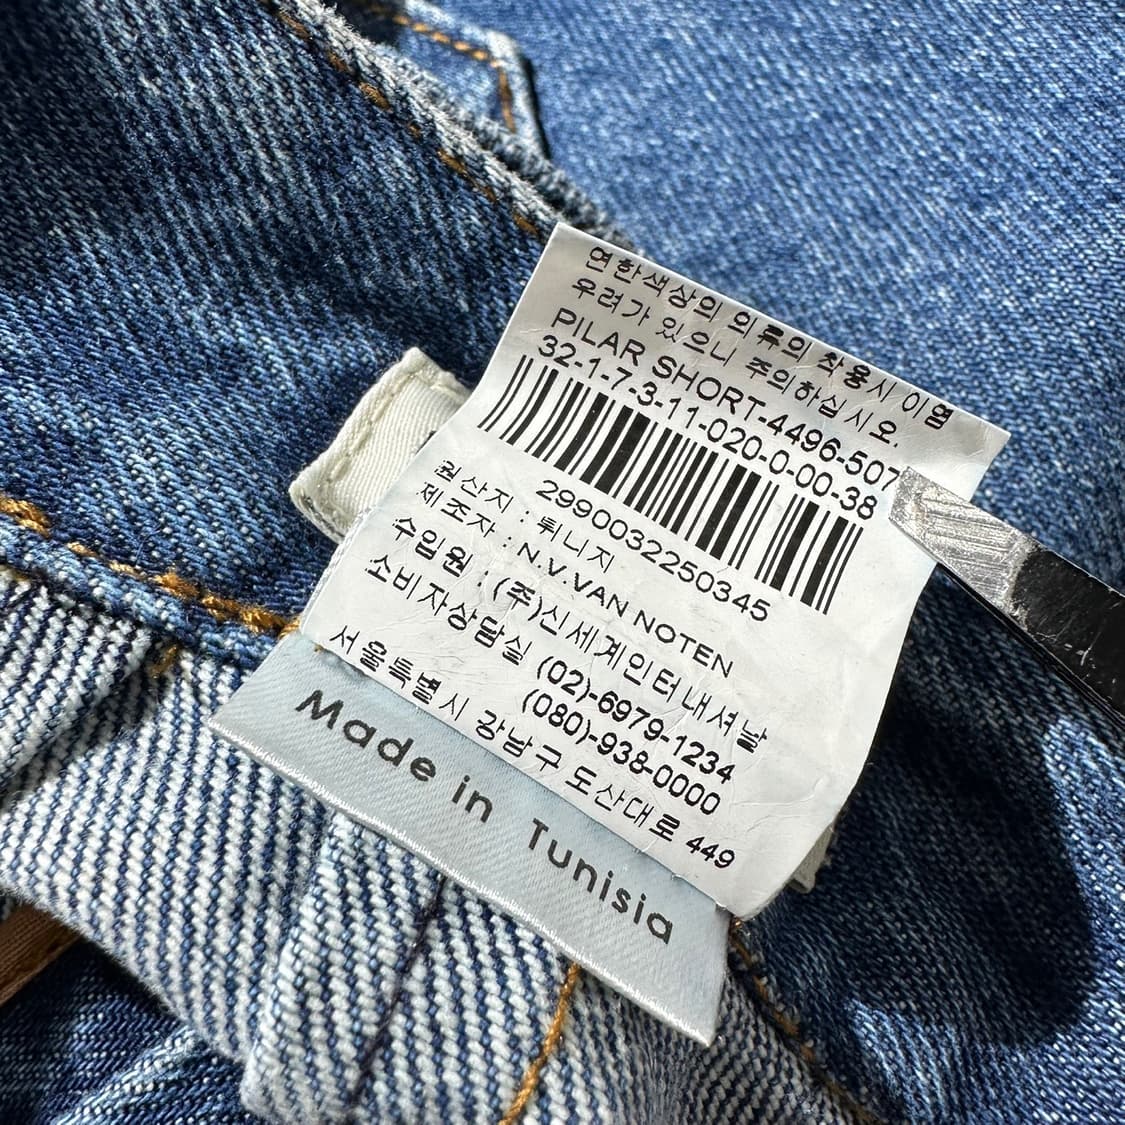 연한색상의 의류의 착용시 이염
우려가 있으니 주의하십시오.
PILAR SHORT-4496-507
32-1-7-3-11-020-0-00-38
2990032250345
원산지 : 튀니지
제조자 : N.V.VAN NOTEN
수입원 : (주)신세계인터내셔날
소비자상담실 (02)-6979-1234
(080)-938-0000
서울특별시 강남구 도산대로 449
Made in Tunisia